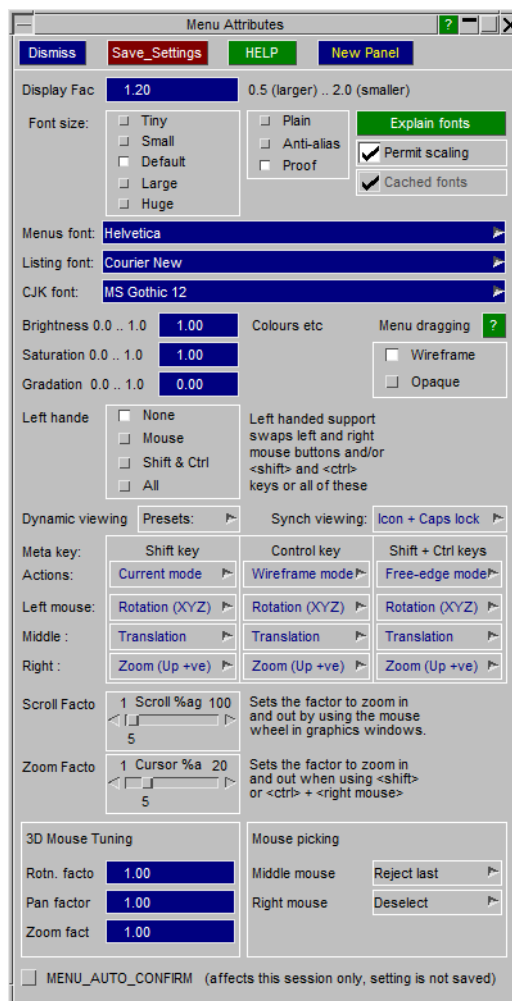 Menu Attributes ?
Dismiss Save_Settings HELP New Panel
Display Fac 1.20 0.5 (larger) .. 2.0 (smaller)
Font size: Tiny Plain Explain fonts
Small Anti-alias Permit scaling
Default Proof Cached fonts
Large
Huge
Menus font: Helvetica
Listing font: Courier New
CJK font: MS Gothic 12
Brightness 0.0 .. 1.0 1.00 Colours etc Menu dragging ?
Saturation 0.0 .. 1.0 1.00 Wireframe
Gradation 0.0 .. 1.0 0.00 Opaque
Left hande None Left handed support
Mouse swaps left and right
Shift & Ctrl mouse buttons and/or
All <shift> and <ctrl>
keys or all of these
Dynamic viewing Presets: Synch viewing: Icon + Caps lock
Meta key: Shift key Control key Shift + Ctrl keys
Actions: Current mode Wireframe mode Free-edge mode
Left mouse: Rotation (XYZ) Rotation (XYZ) Rotation (XYZ)
Middle : Translation Translation Translation
Right : Zoom (Up +ve) Zoom (Up +ve) Zoom (Up +ve)
Scroll Facto 1 Scroll %ag 100 Sets the factor to zoom in
and out by using the mouse
5 wheel in graphics windows.
Zoom Facto 1 Cursor %a 20 Sets the factor to zoom in
and out when using <shift>
5 or <ctrl> + <right mouse>
3D Mouse Tuning Mouse picking
Rotn. facto 1.00 Middle mouse Reject last
Pan factor 1.00 Right mouse Deselect
Zoom fact 1.00
MENU_AUTO_CONFIRM (affects this session only, setting is not saved)